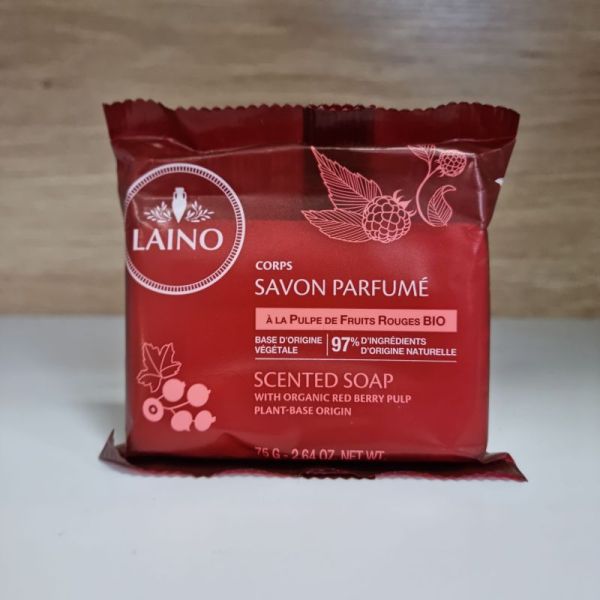 LAINO
CORPS
SAVON PARFUMÉ
À LA PULPE DE FRUITS ROUGES BIO
BASE D'ORIGINE
VÉGÉTALE
97% D'INGRÉDIENTS
D'ORIGINE NATURELLE
SCENTED SOAP
WITH ORGANIC RED BERRY PULP
PLANT-BASE ORIGIN
75 G - 2.64 OZ. NET WT.